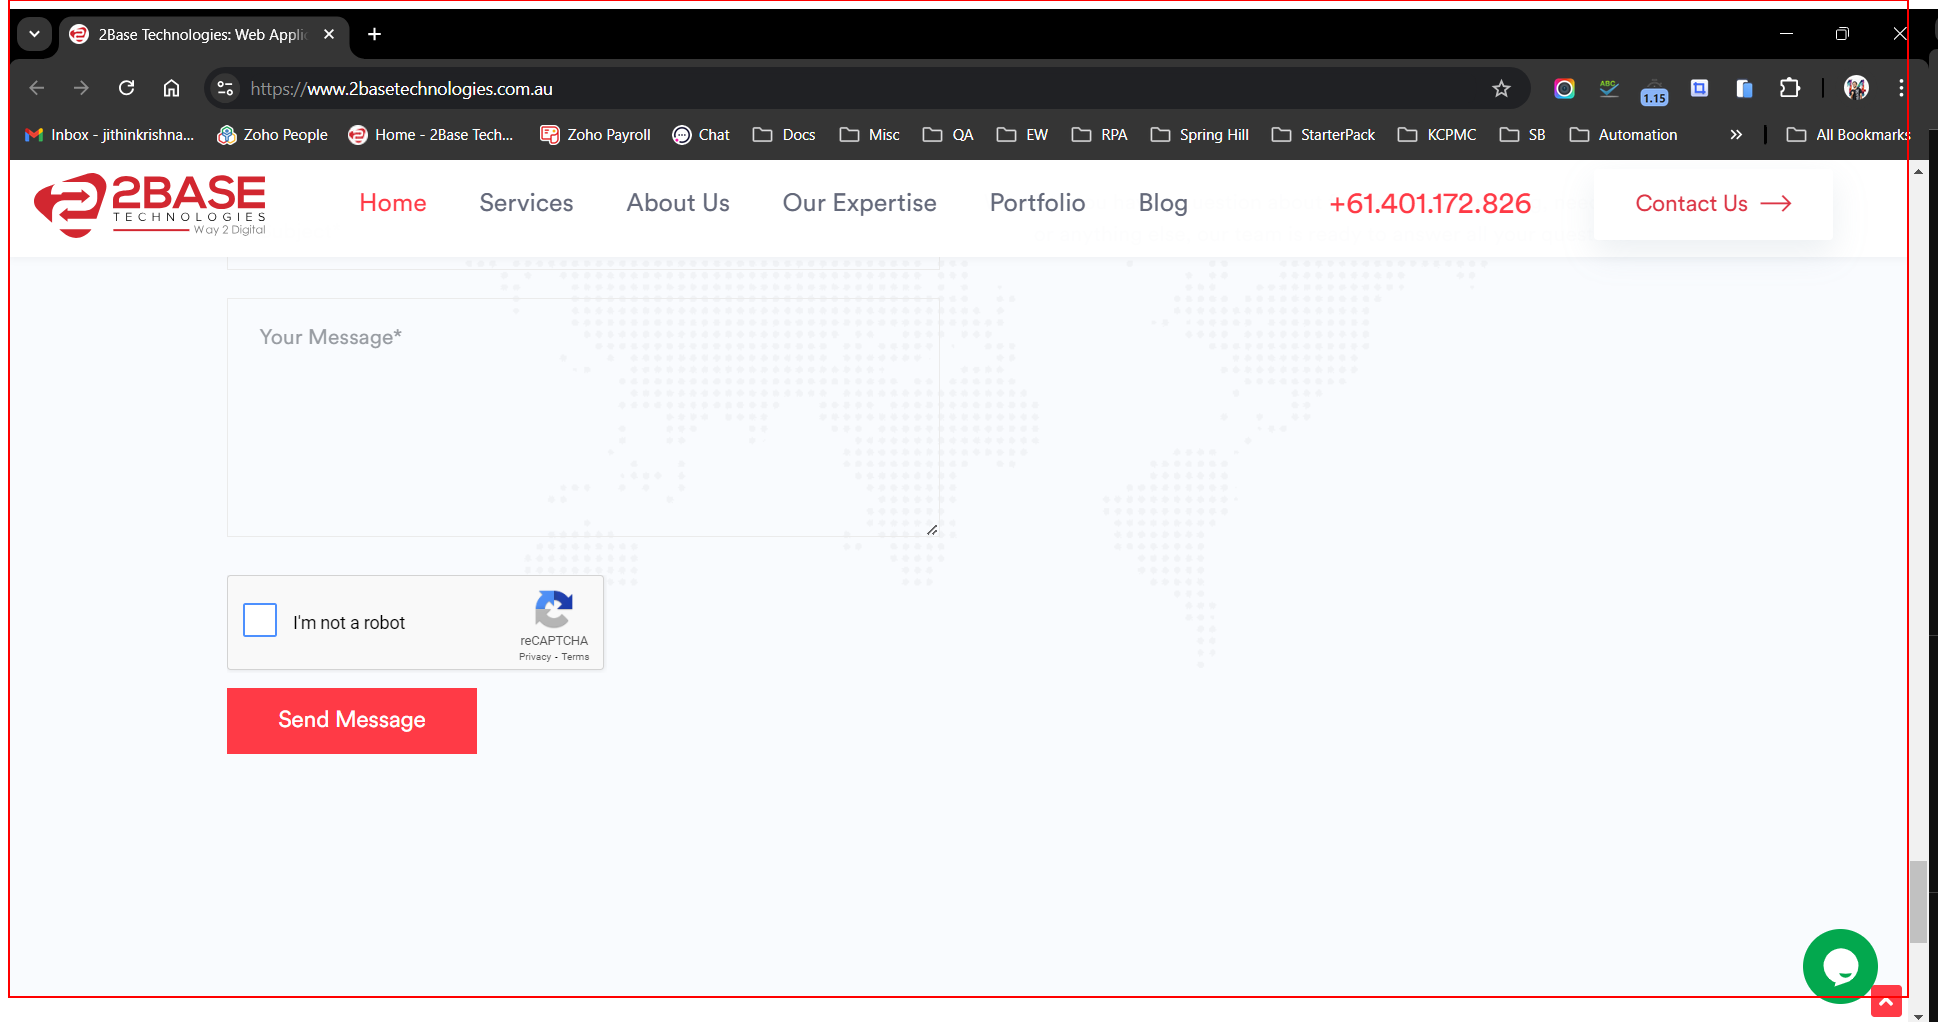 2Base Technologies: Web Appli
https://www.2basetechnologies.com.au
ABC
1.15
Inbox - jithinkrishna... Zoho People Home - 2Base Tech... Zoho Payroll Chat Docs Misc QA EW RPA Spring Hill StarterPack KCPMC SB Automation All Bookmarks
2BASE
TECHNOLOGIES
Way 2 Digital
Home Services About Us Our Expertise Portfolio Blog +61.401.172.826 Contact Us
Your Message*
I'm not a robot
reCAPTCHA
Privacy - Terms
Send Message